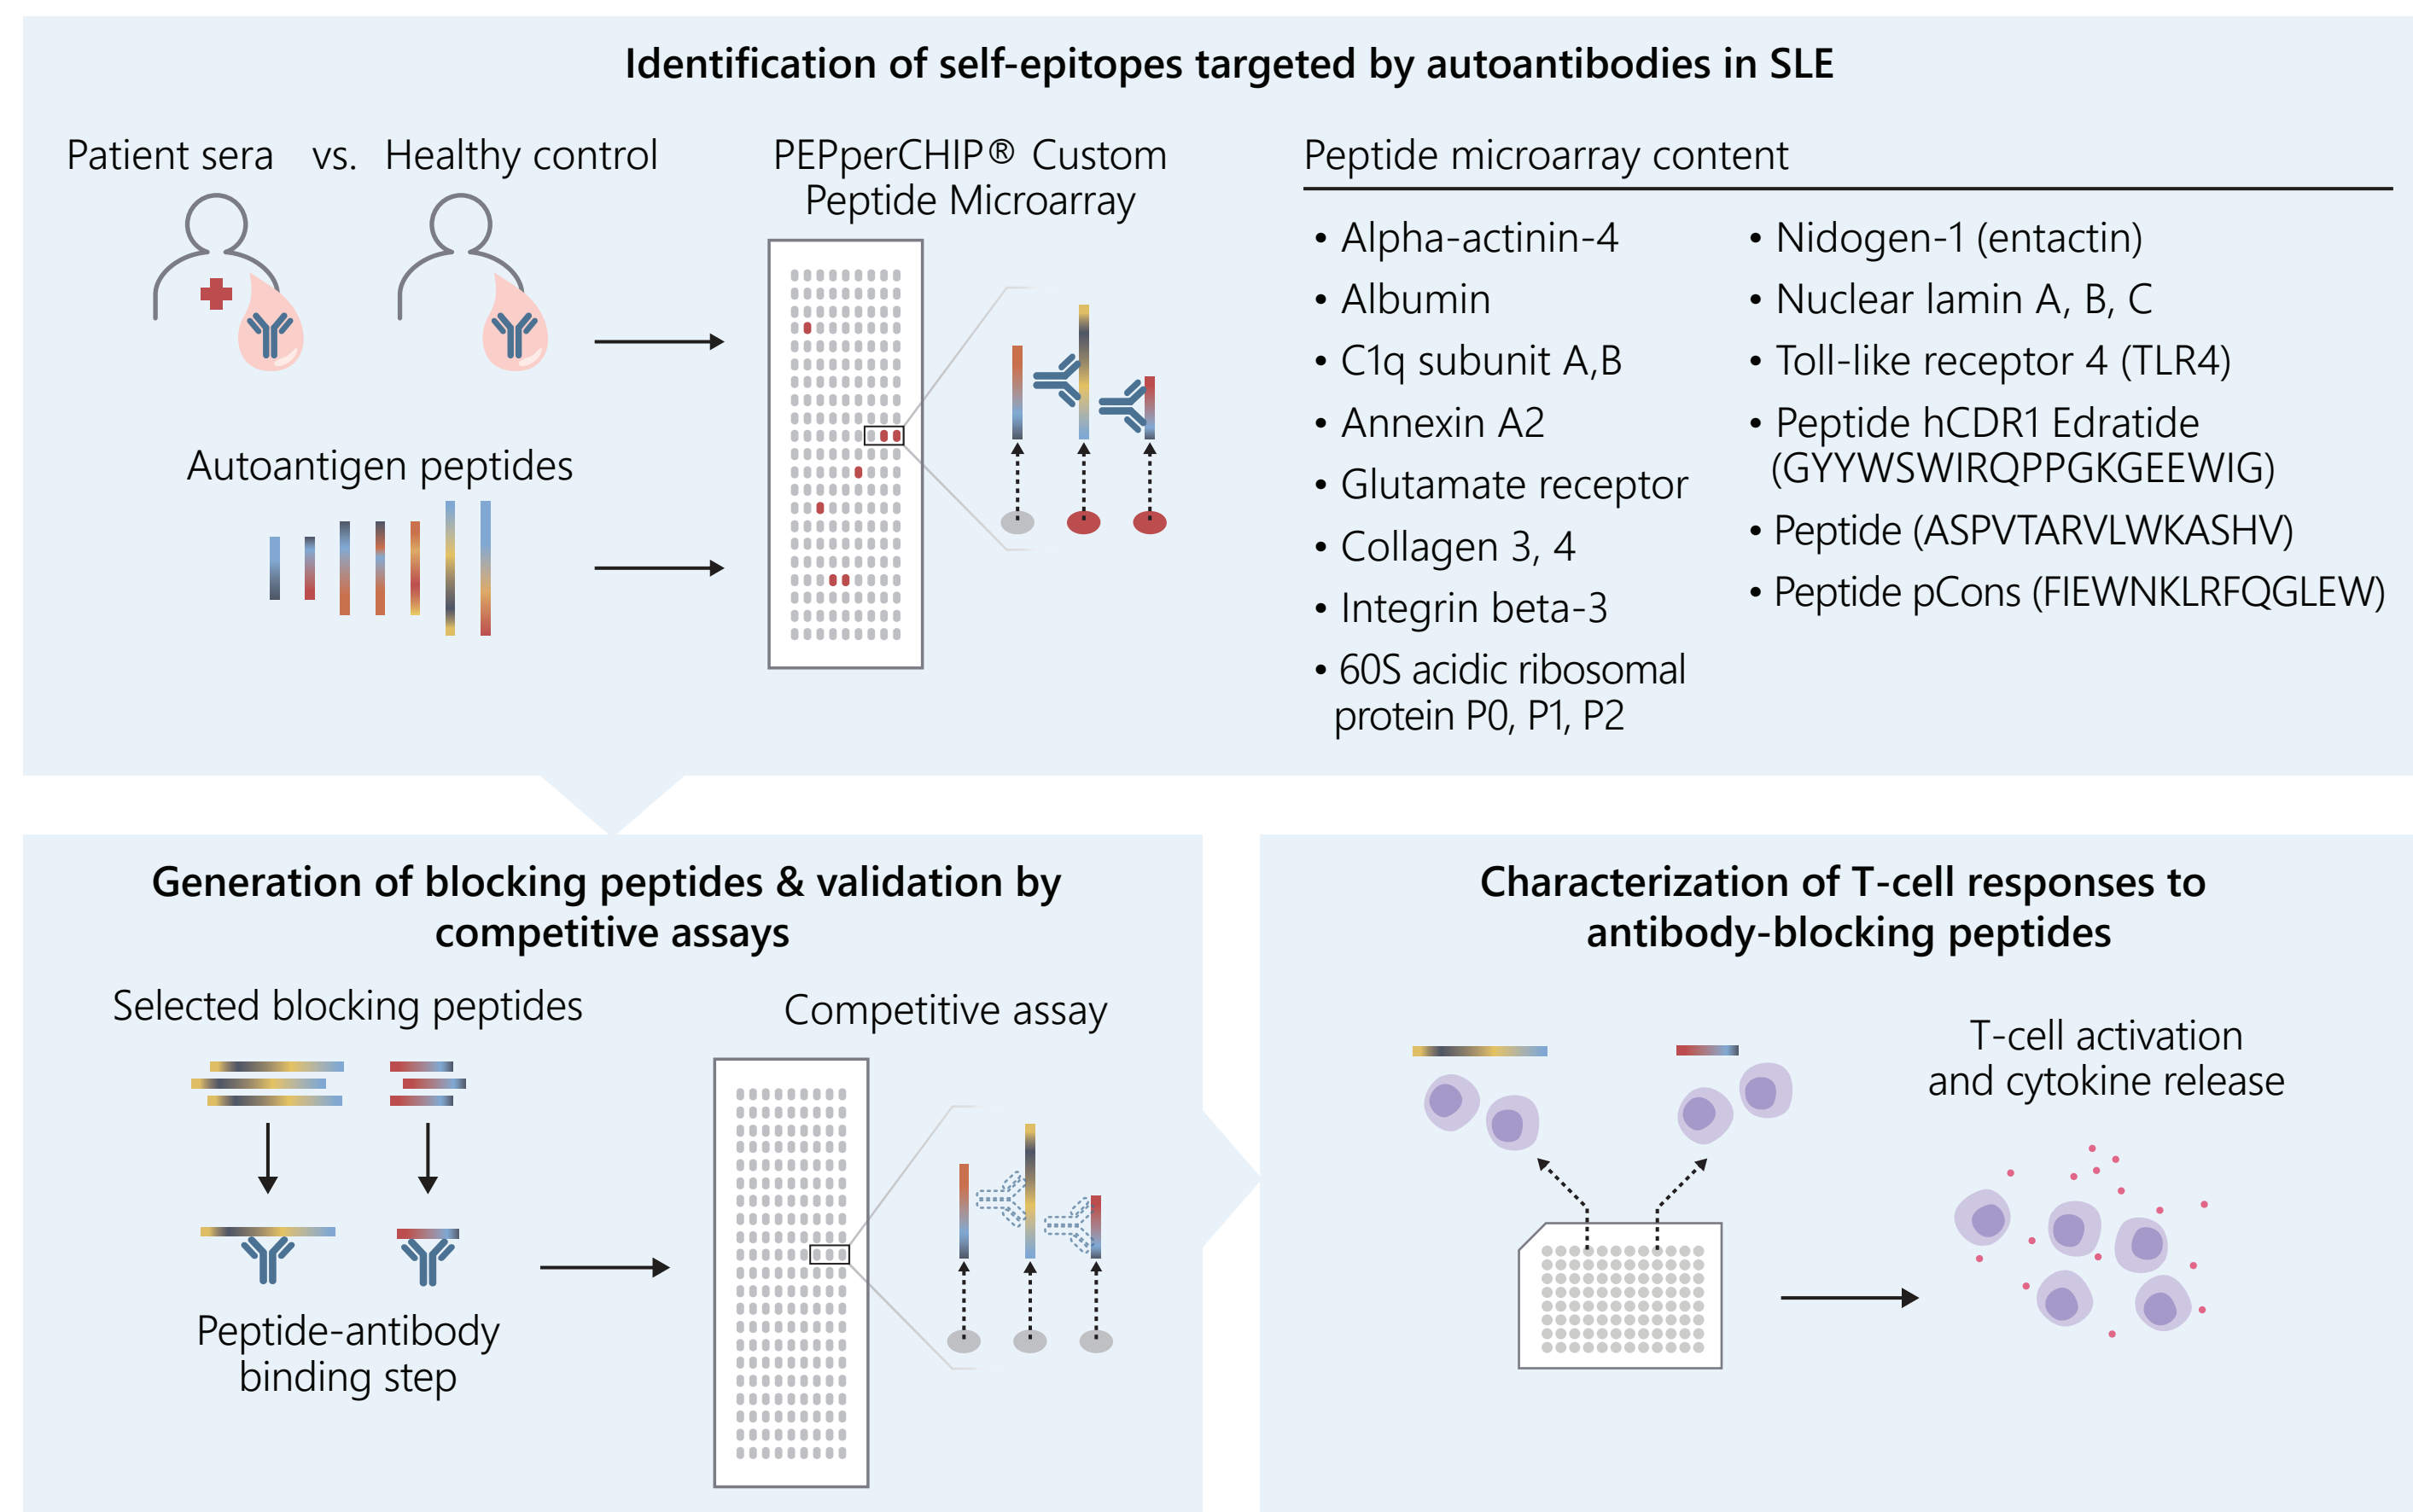 Identification of self-epitopes targeted by autoantibodies in SLE
Patient sera vs. Healthy control
PEPperCHIP® Custom
Peptide Microarray
Autoantigen peptides
Peptide microarray content
• Alpha-actinin-4
• Albumin
• C1q subunit A,B
• Annexin A2
• Glutamate receptor
• Collagen 3, 4
• Integrin beta-3
• 60S acidic ribosomal
protein P0, P1, P2
• Nidogen-1 (entactin)
• Nuclear lamin A, B, C
• Toll-like receptor 4 (TLR4)
• Peptide hCDR1 Edratide
(GYYWSWIRQPPGKGEEWIG)
• Peptide (ASPVTARVLWKASHV)
• Peptide pCons (FIEWNKLRFQGLEW)
Generation of blocking peptides & validation by
competitive assays
Selected blocking peptides
Peptide-antibody
binding step
Competitive assay
Characterization of T-cell responses to
antibody-blocking peptides
T-cell activation
and cytokine release